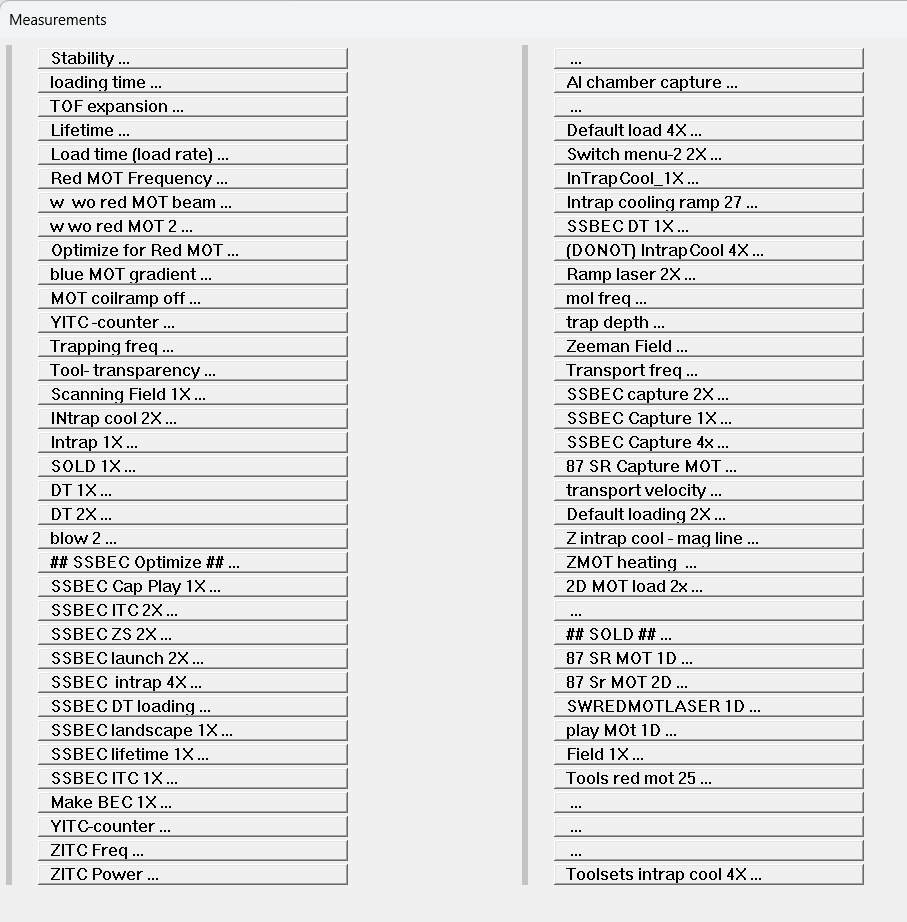 Measurements
Stability ...
loading time ...
TOF expansion ...
Lifetime ...
Load time (load rate) ...
Red MOT Frequency ...
w  wo red MOT beam ...
w wo red MOT 2 ...
Optimize for Red MOT ...
blue MOT gradient ...
MOT coilramp off ...
YITC -counter ...
Trapping freq ...
Tool- transparency ...
Scanning Field 1X ...
INtrap cool 2X ...
Intrap 1X ...
SOLD 1X ...
DT 1X ...
DT 2X ...
blow 2 ...
## SSBEC Optimize ## ...
SSBEC Cap Play 1X ...
SSBEC ITC 2X ...
SSBEC ZS 2X ...
SSBEC launch 2X ...
SSBEC  intrap 4X ...
SSBEC DT loading ...
SSBEC landscape 1X ...
SSBEC lifetime 1X ...
SSBEC ITC 1X ...
Make BEC 1X ...
YITC-counter ...
ZITC Freq ...
ZITC Power ...
...
AI chamber capture ...
...
Default load 4X ...
Switch menu-2 2X ...
InTrapCool_1X ...
Intrap cooling ramp 27 ...
SSBEC DT 1X ...
(DONOT) IntrapCool 4X ...
Ramp laser 2X ...
mol freq ...
trap depth ...
Zeeman Field ...
Transport freq ...
SSBEC capture 2X ...
SSBEC Capture 1X ...
SSBEC Capture 4x ...
87 SR Capture MOT ...
transport velocity ...
Default loading 2X ...
Z intrap cool - mag line ...
ZMOT heating  ...
2D MOT load 2x ...
...
## SOLD ## ...
87 SR MOT 1D ...
87 Sr MOT 2D ...
SWREDMOTLASER 1D ...
play MOt 1D ...
Field 1X ...
Tools red mot 25 ...
...
...
...
Toolsets intrap cool 4X ...